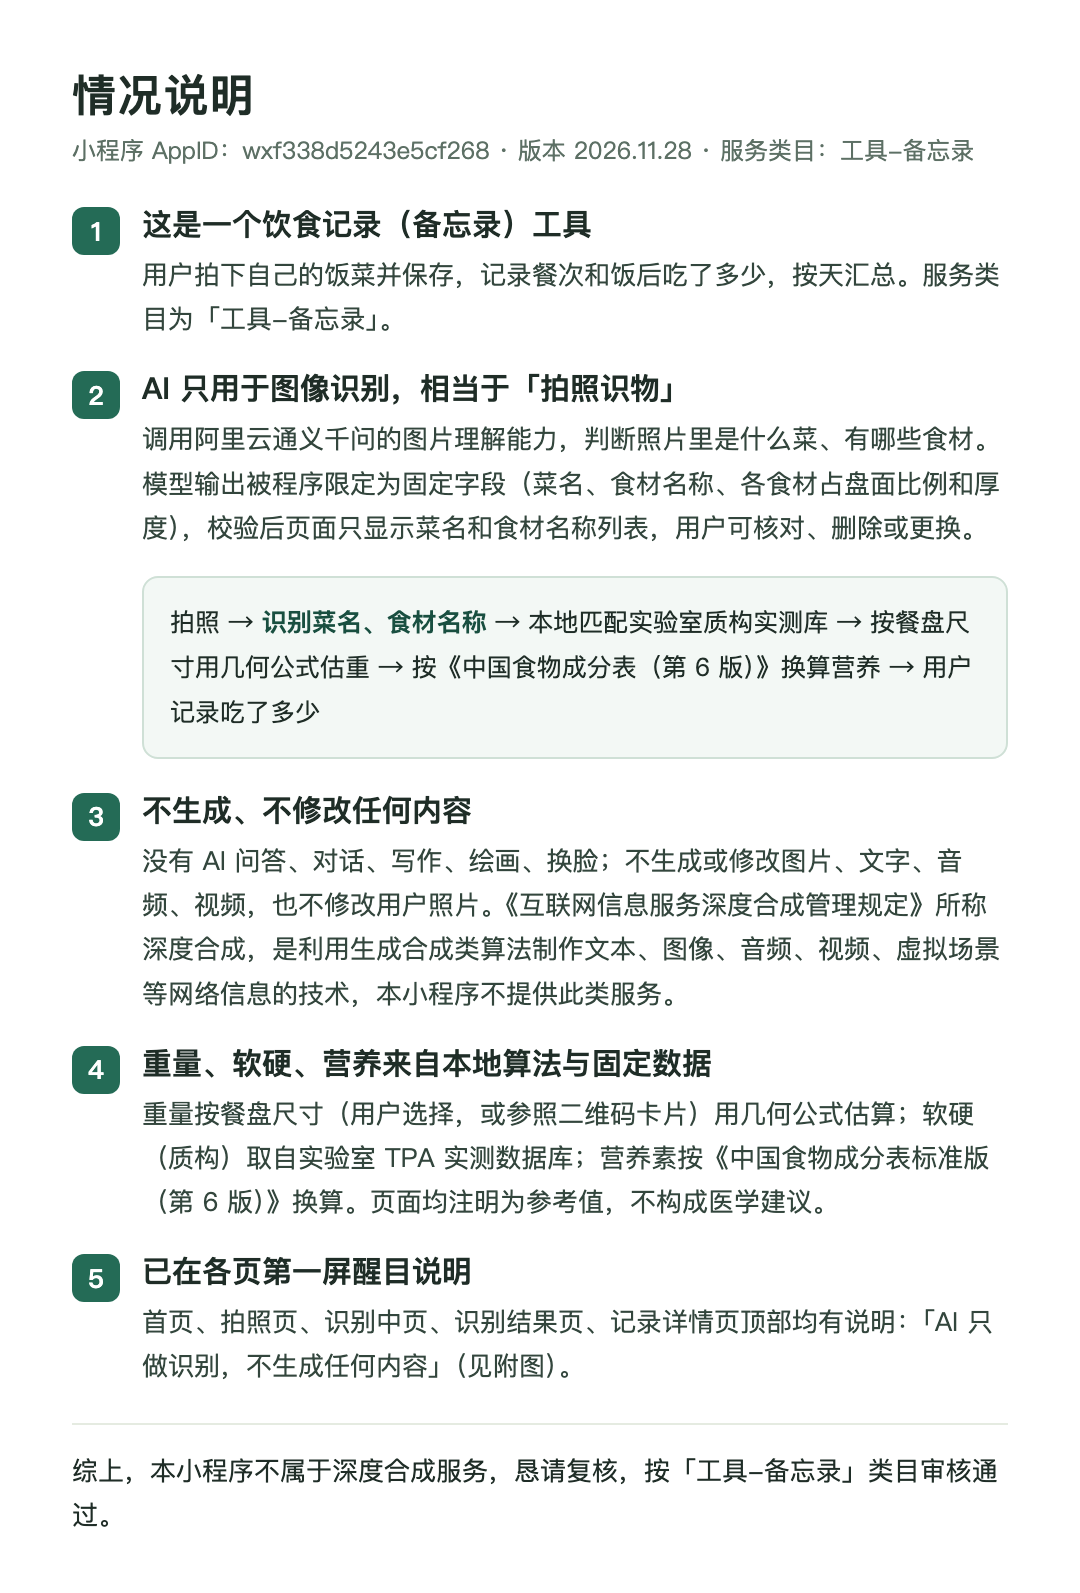 情况说明
小程序 AppID：wxf338d5243e5cf268 · 版本 2026.11.28 · 服务类目：工具–备忘录
1 这是一个饮食记录（备忘录）工具
用户拍下自己的饭菜并保存，记录餐次和饭后吃了多少，按天汇总。服务类
目为「工具–备忘录」。
2 AI 只用于图像识别，相当于「拍照识物」
调用阿里云通义千问的图片理解能力，判断照片里是什么菜、有哪些食材。
模型输出被程序限定为固定字段（菜名、食材名称、各食材占盘面比例和厚
度），校验后页面只显示菜名和食材名称列表，用户可核对、删除或更换。
拍照 → 识别菜名、食材名称 → 本地匹配实验室质构实测库 → 按餐盘尺
寸用几何公式估重 → 按《中国食物成分表（第 6 版）》换算营养 → 用户
记录吃了多少
3 不生成、不修改任何内容
没有 AI 问答、对话、写作、绘画、换脸；不生成或修改图片、文字、音
频、视频，也不修改用户照片。《互联网信息服务深度合成管理规定》所称
深度合成，是利用生成合成类算法制作文本、图像、音频、视频、虚拟场景
等网络信息的技术，本小程序不提供此类服务。
4 重量、软硬、营养来自本地算法与固定数据
重量按餐盘尺寸（用户选择，或参照二维码卡片）用几何公式估算；软硬
（质构）取自实验室 TPA 实测数据库；营养素按《中国食物成分表标准版
（第 6 版）》换算。页面均注明为参考值，不构成医学建议。
5 已在各页第一屏醒目说明
首页、拍照页、识别中页、识别结果页、记录详情页顶部均有说明：「AI 只
做识别，不生成任何内容」（见附图）。
综上，本小程序不属于深度合成服务，恳请复核，按「工具–备忘录」类目审核通
过。